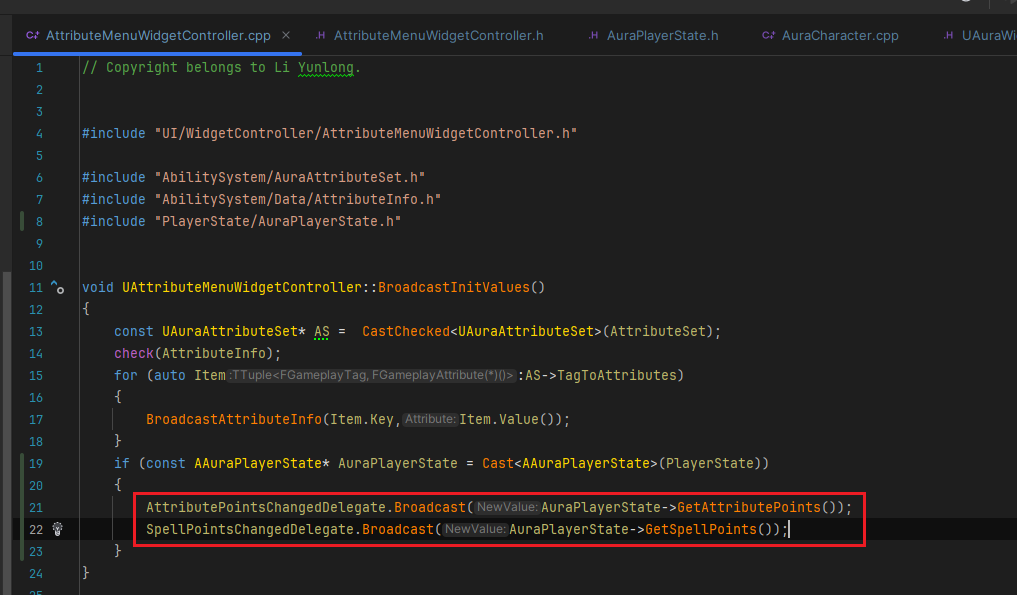 AttributeMenuWidgetController.cpp AttributeMenuWidgetController.h AuraPlayerState.h AuraCharacter.cpp UAuraWi
1 // Copyright belongs to Li Yunlong.
2
3
4 #include "UI/WidgetController/AttributeMenuWidgetController.h"
5
6 #include "AbilitySystem/AuraAttributeSet.h"
7 #include "AbilitySystem/Data/AttributeInfo.h"
8 #include "PlayerState/AuraPlayerState.h"
9
10
11 void UAttributeMenuWidgetController::BroadcastInitValues()
12 {
13 const UAuraAttributeSet* AS =  CastChecked<UAuraAttributeSet>(AttributeSet);
14 check(AttributeInfo);
15 for (auto Item :TTuple<FGameplayTag, FGameplayAttribute(*)()> :AS->TagToAttributes)
16 {
17 BroadcastAttributeInfo(Item.Key, Attribute: Item.Value());
18 }
19 if (const AAuraPlayerState* AuraPlayerState = Cast<AAuraPlayerState>(PlayerState))
20 {
21 AttributePointsChangedDelegate.Broadcast( NewValue: AuraPlayerState->GetAttributePoints());
22 SpellPointsChangedDelegate.Broadcast( NewValue: AuraPlayerState->GetSpellPoints());
23 }
24 }
25